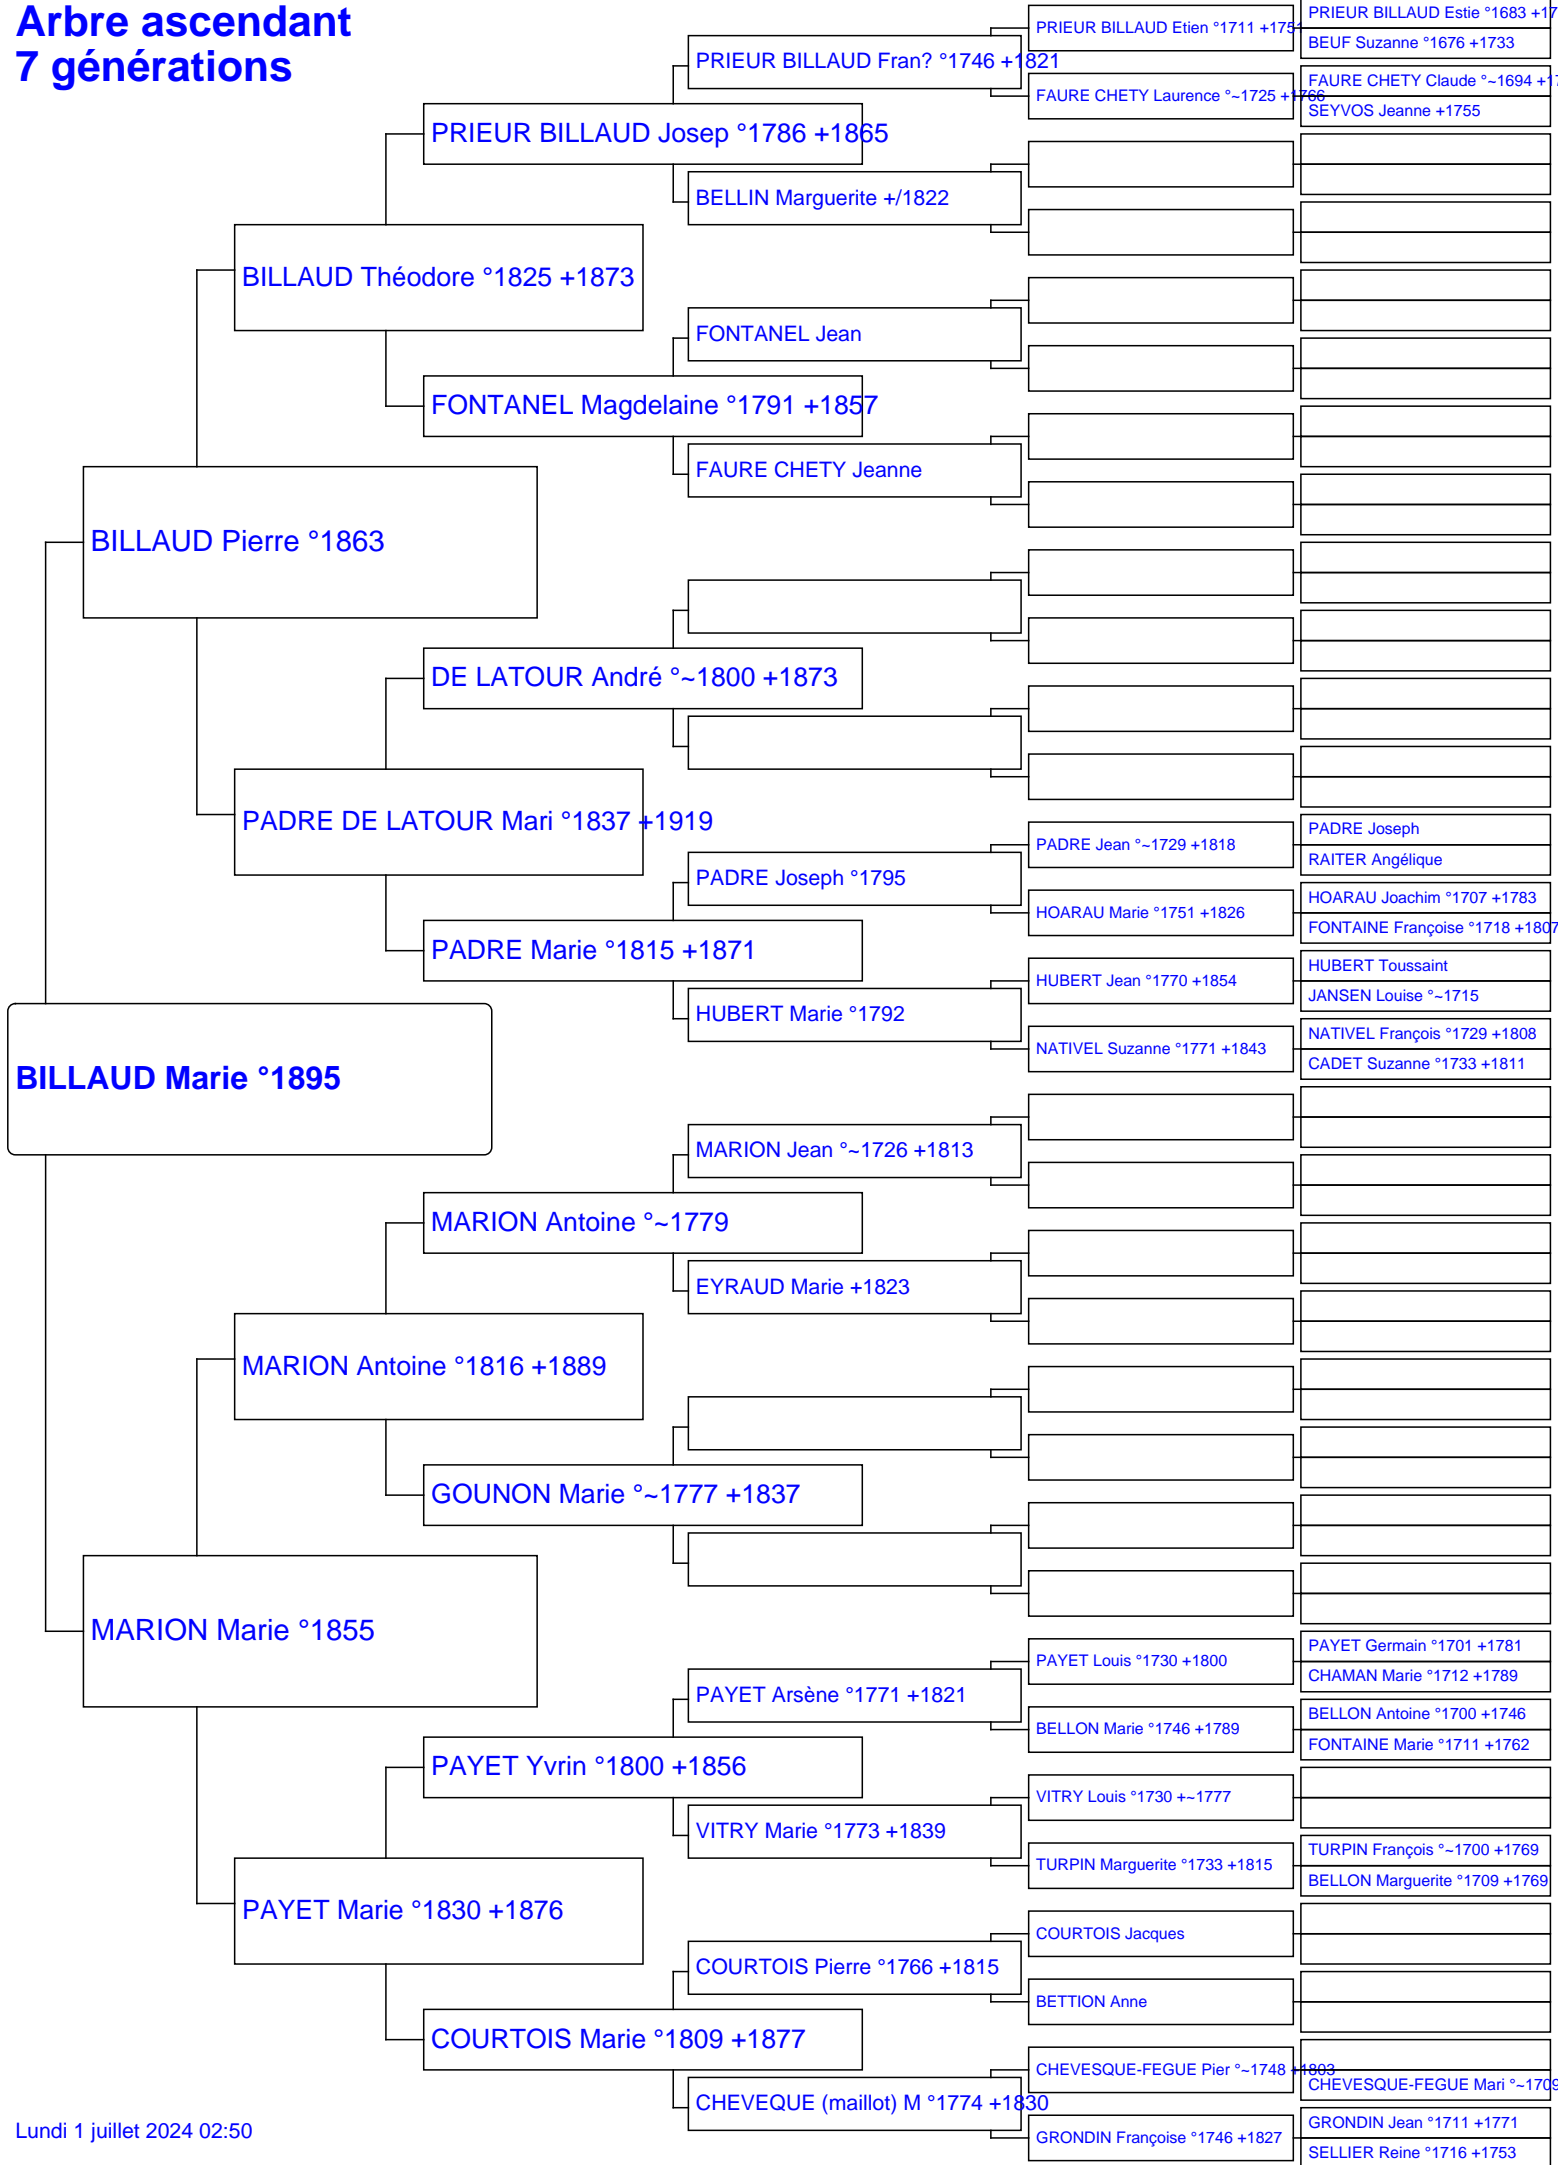 Arbre ascendant
7 générations
BILLAUD Marie °1895
BILLAUD Pierre °1863
MARION Marie °1855
BILLAUD Théodore °1825 +1873
PADRE DE LATOUR Mari °1837 +1919
MARION Antoine °1816 +1889
PAYET Marie °1830 +1876
PRIEUR BILLAUD Josep °1786 +1865
FONTANEL Magdelaine °1791 +1857
DE LATOUR André °~1800 +1873
PADRE Marie °1815 +1871
MARION Antoine °~1779
GOUNON Marie °~1777 +1837
PAYET Yvrin °1800 +1856
COURTOIS Marie °1809 +1877
PRIEUR BILLAUD Fran? °1746 +1821
BELLIN Marguerite +/1822
FONTANEL Jean
FAURE CHETY Jeanne
PADRE Joseph °1795
HUBERT Marie °1792
MARION Jean °~1726 +1813
EYRAUD Marie +1823
PAYET Arsène °1771 +1821
VITRY Marie °1773 +1839
COURTOIS Pierre °1766 +1815
CHEVEQUE (maillot) M °1774 +1830
PRIEUR BILLAUD Etien °1711 +1751
FAURE CHETY Laurence °~1725 +1766
PADRE Jean °~1729 +1818
HOARAU Marie °1751 +1826
HUBERT Jean °1770 +1854
NATIVEL Suzanne °1771 +1843
PAYET Louis °1730 +1800
BELLON Marie °1746 +1789
VITRY Louis °1730 +~1777
TURPIN Marguerite °1733 +1815
COURTOIS Jacques
BETTION Anne
CHEVESQUE-FEGUE Pier °~1748 +1803
GRONDIN Françoise °1746 +1827
PRIEUR BILLAUD Estie °1683 +17
BEUF Suzanne °1676 +1733
FAURE CHETY Claude °~1694 +1
SEYVOS Jeanne +1755
PADRE Joseph
RAITER Angélique
HOARAU Joachim °1707 +1783
FONTAINE Françoise °1718 +1807
HUBERT Toussaint
JANSEN Louise °~1715
NATIVEL François °1729 +1808
CADET Suzanne °1733 +1811
PAYET Germain °1701 +1781
CHAMAN Marie °1712 +1789
BELLON Antoine °1700 +1746
FONTAINE Marie °1711 +1762
TURPIN François °~1700 +1769
BELLON Marguerite °1709 +1769
CHEVESQUE-FEGUE Mari °~1709
GRONDIN Jean °1711 +1771
SELLIER Reine °1716 +1753
Lundi 1 juillet 2024 02:50